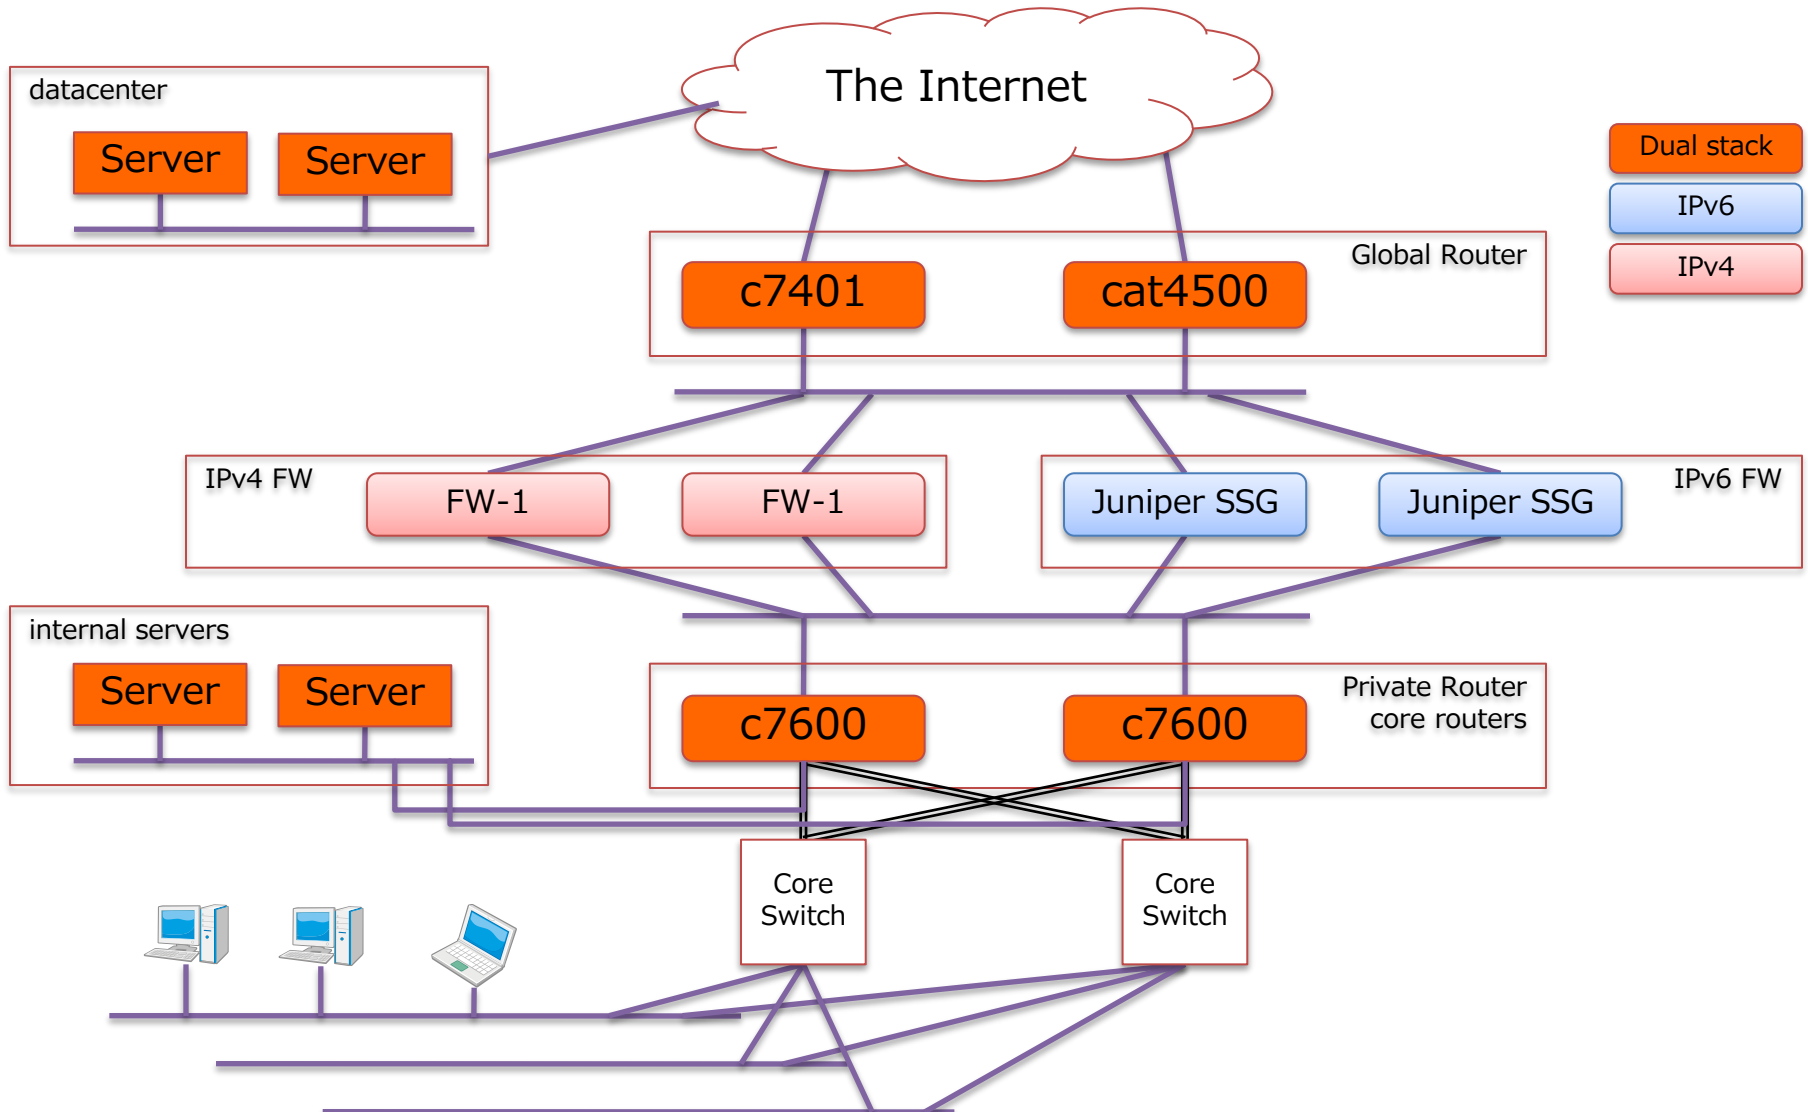 The Internet
datacenter
Server
Server
Dual stack
IPv6
IPv4
Global Router
c7401
cat4500
IPv4 FW
FW-1
FW-1
Juniper SSG
Juniper SSG
IPv6 FW
internal servers
Server
Server
Private Router
core routers
c7600
c7600
Core
Switch
Core
Switch